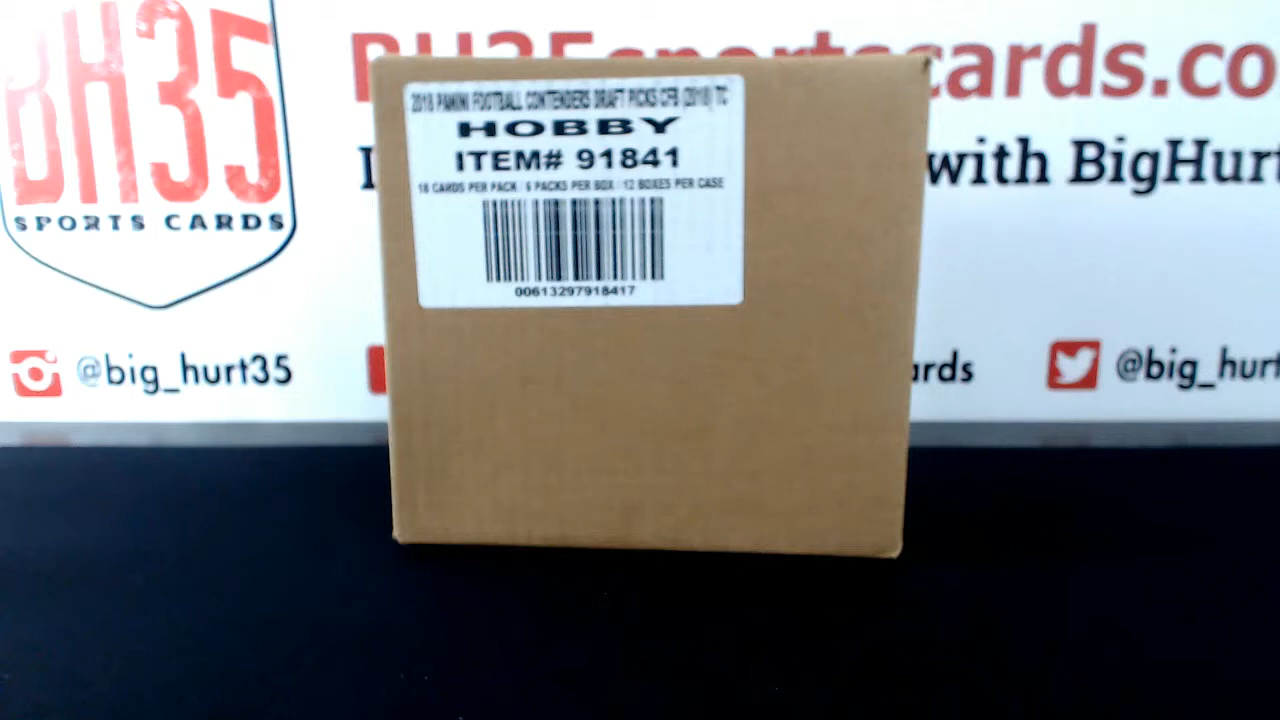 BH35
SPORTS CARDS
cards.co
with BigHurt
@big_hurt35
ards
@big_hurt
2018 PANINI FOOTBALL CONTENDERS DRAFT PICKS CFB (2018) TC
HOBBY
ITEM# 91841
18 CARDS PER PACK / 6 PACKS PER BOX / 12 BOXES PER CASE
00613297918417